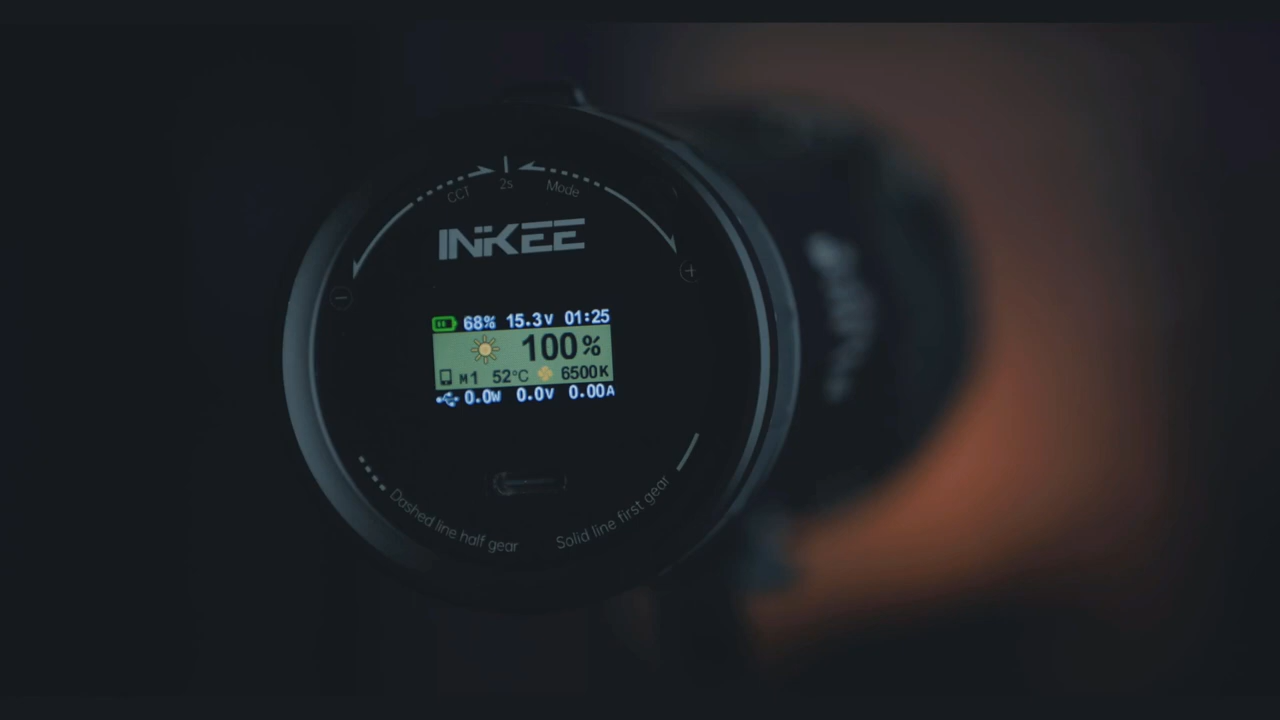 CCT 2s Mode
INKEE
68% 15.3V 01:25
100%
M1 52°C 6500K
0.0W 0.0V 0.00A
Dashed line half gear
Solid line first gear